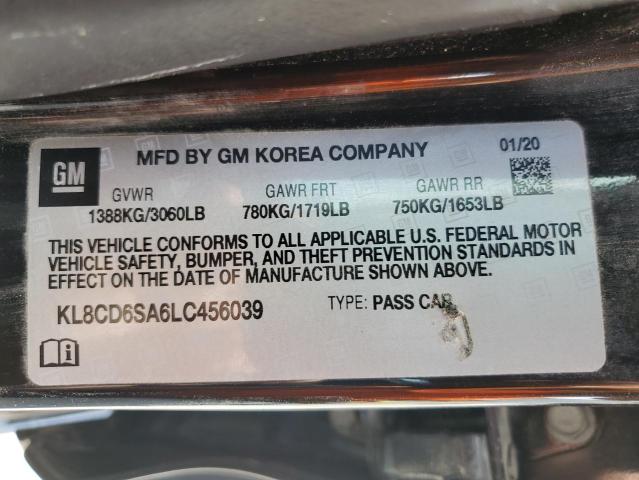 GM
MFD BY GM KOREA COMPANY
01/20
GVWR GAWR FRT GAWR RR
1388KG/3060LB 780KG/1719LB 750KG/1653LB
THIS VEHICLE CONFORMS TO ALL APPLICABLE U.S. FEDERAL MOTOR
VEHICLE SAFETY, BUMPER, AND THEFT PREVENTION STANDARDS IN
EFFECT ON THE DATE OF MANUFACTURE SHOWN ABOVE.
KL8CD6SA6LC456039 TYPE: PASS CAR